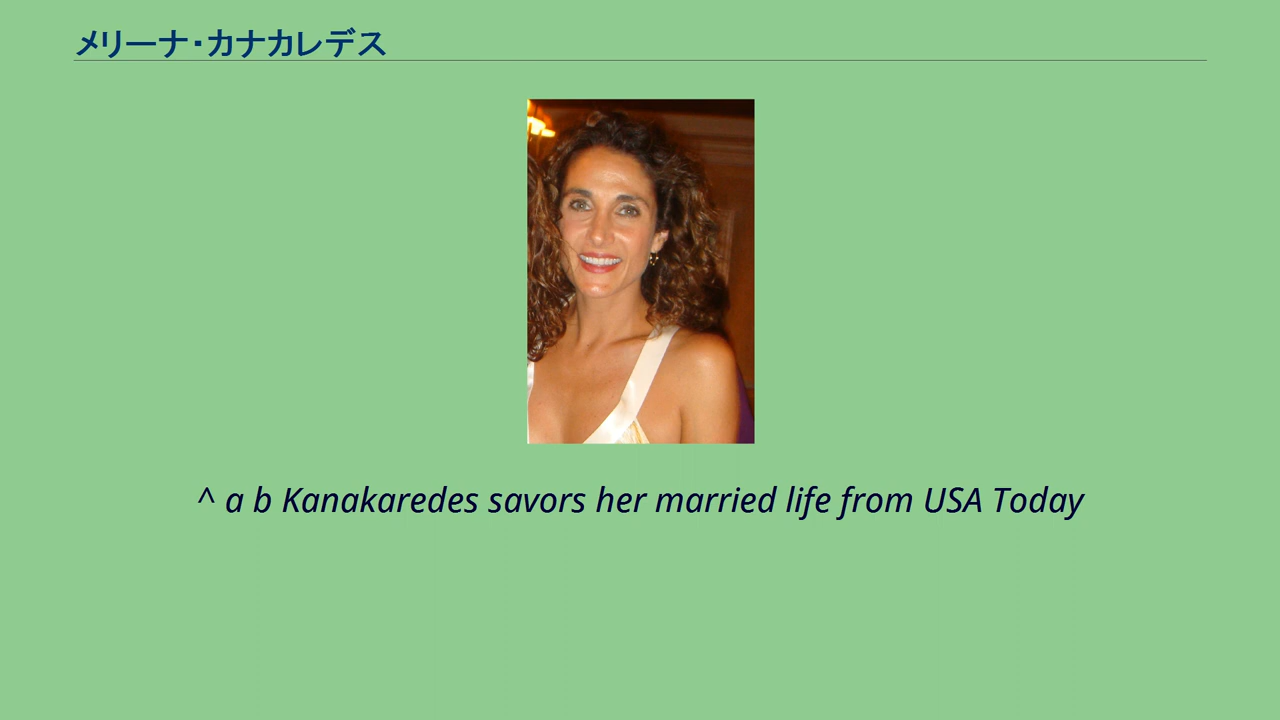 メリーナ・カナカレデス
^ a b Kanakaredes savors her married life from USA Today